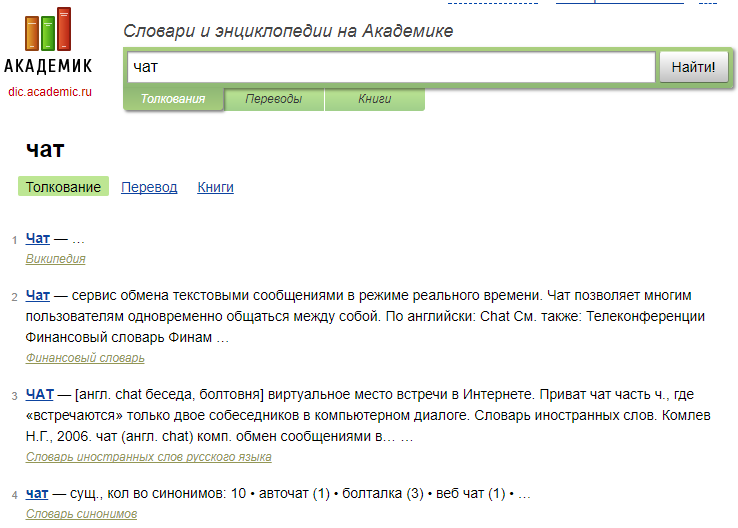 Словари и энциклопедии на Академике
АКАДЕМИК
dic.academic.ru
чат
Найти!
Толкования Переводы Книги
чат
Толкование Перевод Книги
1 Чат — …
Википедия
2 Чат — сервис обмена текстовыми сообщениями в режиме реального времени. Чат позволяет многим
пользователям одновременно общаться между собой. По английски: Chat См. также: Телеконференции
Финансовый словарь Финам …
Финансовый словарь
3 ЧАТ — [англ. chat беседа, болтовня] виртуальное место встречи в Интернете. Приват чат часть ч., где
«встречаются» только двое собеседников в компьютерном диалоге. Словарь иностранных слов. Комлев
Н.Г., 2006. чат (англ. chat) комп. обмен сообщениями в… …
Словарь иностранных слов русского языка
4 чат — сущ., кол во синонимов: 10 • авточат (1) • болталка (3) • веб чат (1) • …
Словарь синонимов